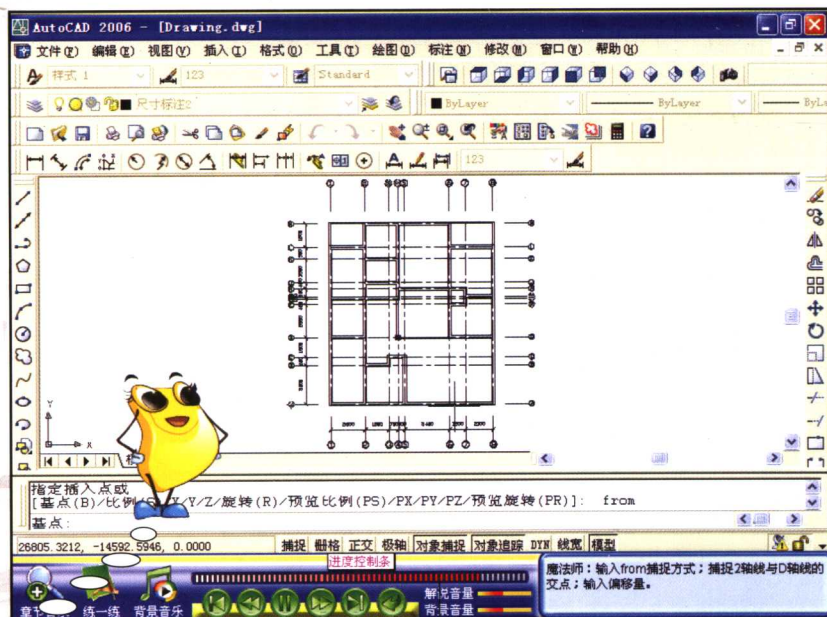 AutoCAD 2006 - [Drawing.dwg]
文件(F) 编辑(E) 视图(V) 插入(I) 格式(O) 工具(T) 绘图(D) 标注(N) 修改(M) 窗口(W) 帮助(H)
样式 1 123 Standard
尺寸标注2 ByLayer ByLayer ByLa
123
Y
X
指定插入点或
[基点(B)/比例 X/Y/Z/旋转(R)/预览比例(PS)/PX/PY/PZ/预览旋转(PR)]: from
基点:
26805.3212, -14592.5946, 0.0000 捕捉 栅格 正交 极轴 对象捕捉 对象追踪 DYN 线宽 模型
进度控制条
章节 练一练 背景音乐
解说音量
背景音量
魔法师:输入from捕捉方式;捕捉2轴线与D轴线的
交点;输入偏移量。